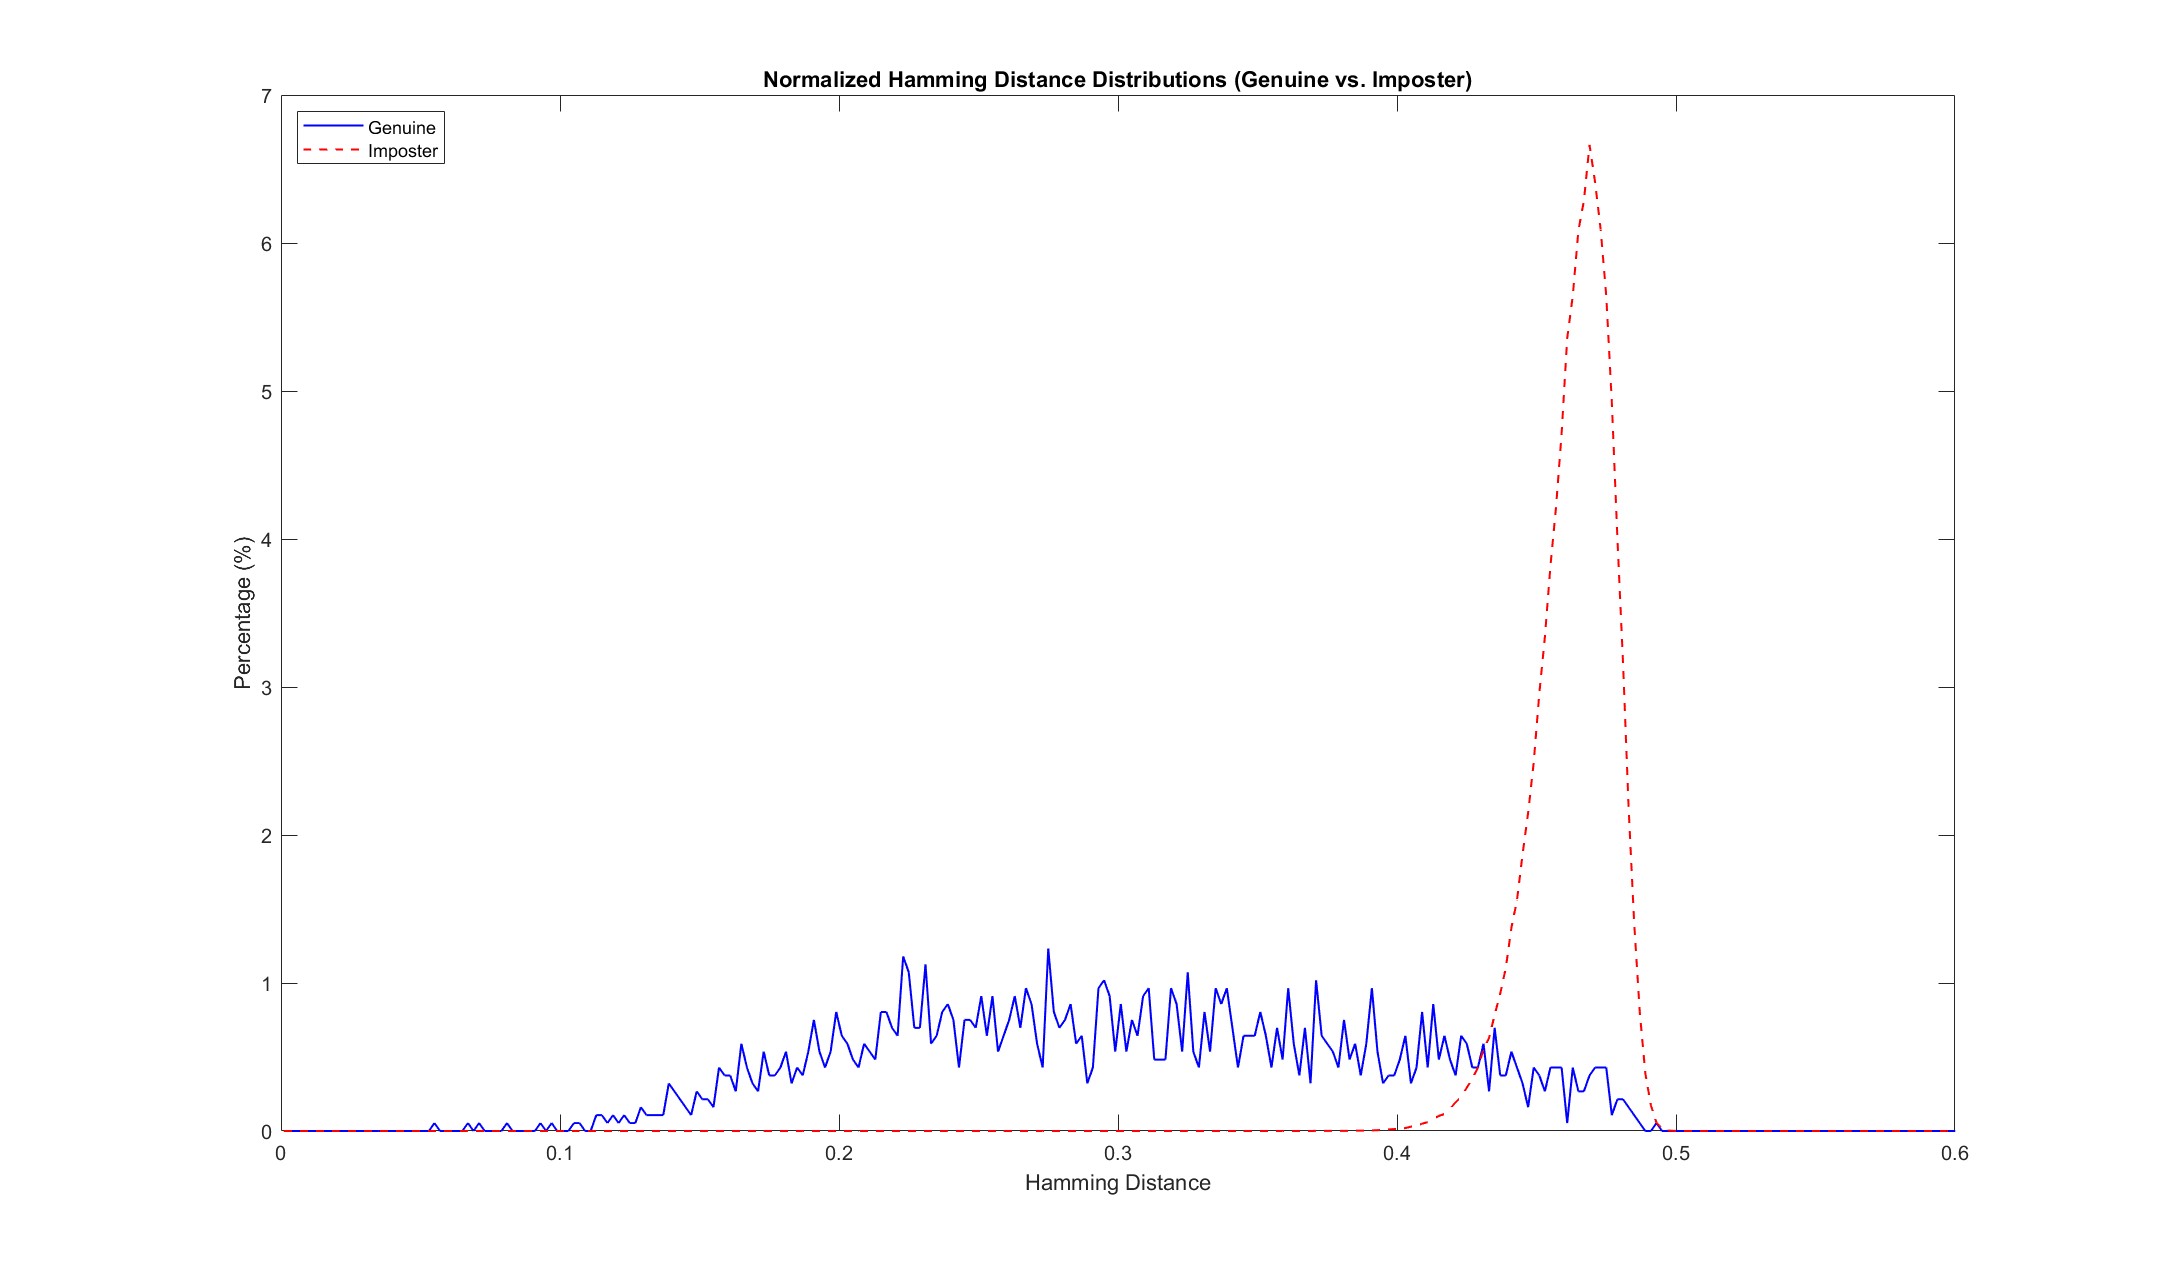 Normalized Hamming Distance Distributions (Genuine vs. Imposter)
Genuine
Imposter
Percentage (%)
7
6
5
4
3
2
1
0
0 0.1 0.2 0.3 0.4 0.5 0.6
Hamming Distance